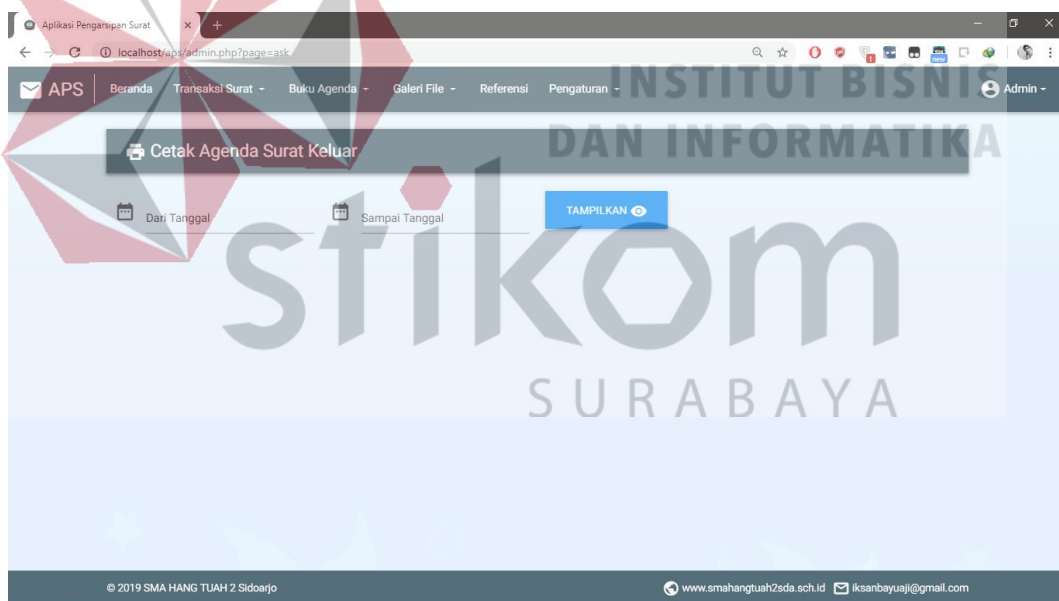 Aplikasi Pengarsipan Surat
localhost/aps/admin.php?page=ask
1
new
APS Beranda Transaksi Surat Buku Agenda Galeri File Referensi Pengaturan Admin
INSTITUT BISNIS
DAN INFORMATIKA
Cetak Agenda Surat Keluar
Dari Tanggal Sampai Tanggal TAMPILKAN
stikom
SURABAYA
© 2019 SMA HANG TUAH 2 Sidoarjo www.smahangtuah2sda.sch.id iksanbayuaji@gmail.com